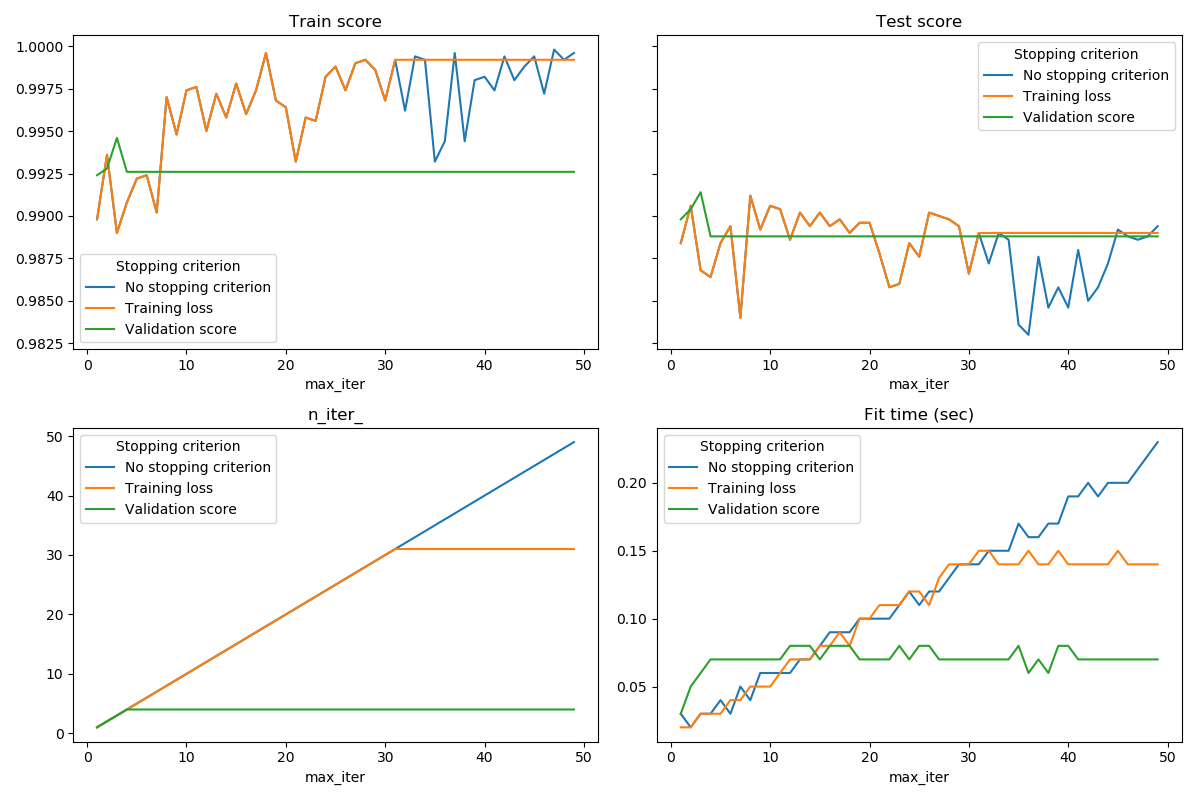 Train score
1.0000
0.9975
0.9950
0.9925
0.9900
0.9875
0.9850
0.9825
Stopping criterion
No stopping criterion
Training loss
Validation score
0 10 20 30 40 50
max_iter
Test score
Stopping criterion
No stopping criterion
Training loss
Validation score
0 10 20 30 40 50
max_iter
n_iter_
50
40
30
20
10
0
Stopping criterion
No stopping criterion
Training loss
Validation score
0 10 20 30 40 50
max_iter
Fit time (sec)
0.20
0.15
0.10
0.05
Stopping criterion
No stopping criterion
Training loss
Validation score
0 10 20 30 40 50
max_iter